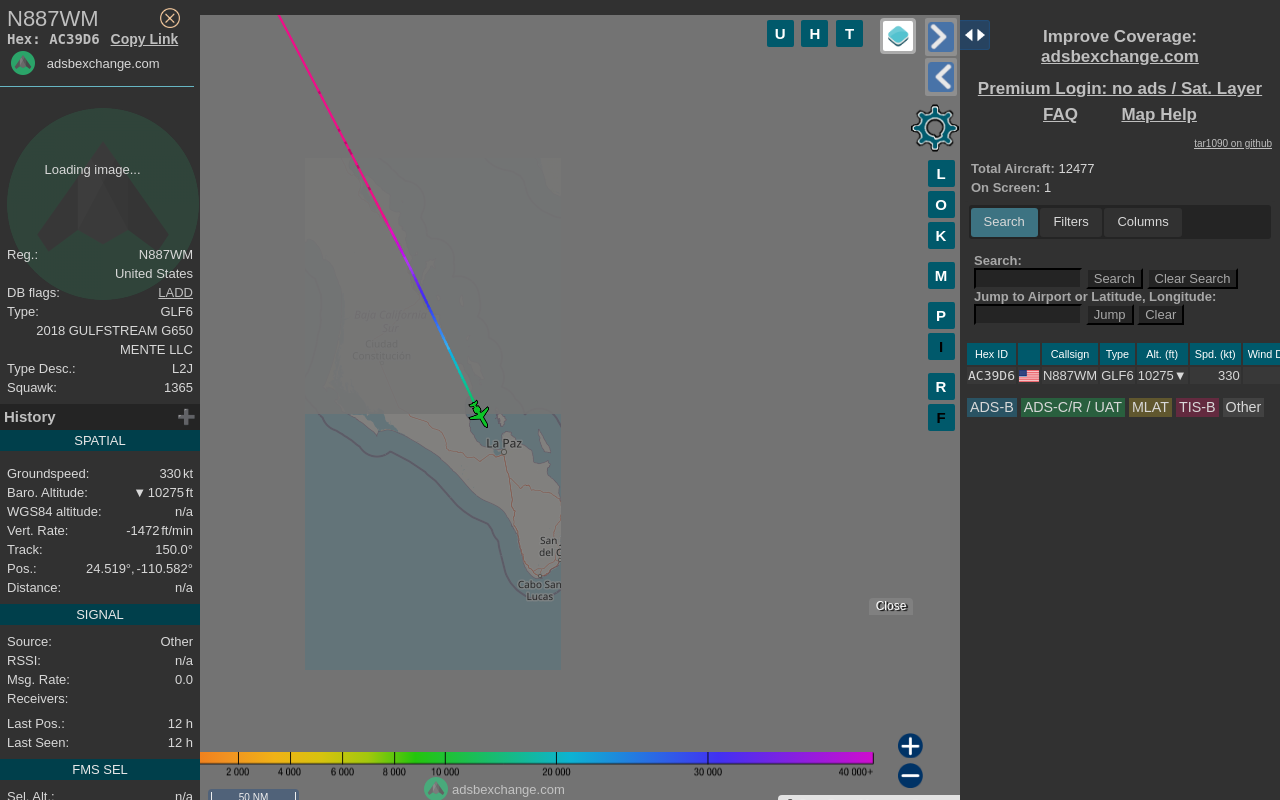 N887WM
Hex: AC39D6 Copy Link
adsbexchange.com
Loading image...
Reg.: N887WM
United States
DB flags: LADD
Type: GLF6
2018 GULFSTREAM G650
MENTE LLC
Type Desc.: L2J
Squawk: 1365
History
SPATIAL
Groundspeed: 330 kt
Baro. Altitude: ▼ 10275 ft
WGS84 altitude: n/a
Vert. Rate: -1472 ft/min
Track: 150.0°
Pos.: 24.519°, -110.582°
Distance: n/a
SIGNAL
Source: Other
RSSI: n/a
Msg. Rate: 0.0
Receivers:
Last Pos.: 12 h
Last Seen: 12 h
FMS SEL
Sel. Alt.: n/a
U H T
L
O
K
M
P
I
R
F
Baja California
Sur
Ciudad
Constitución
La Paz
San J
del C
Cabo San
Lucas
Close
2 000 4 000 6 000 8 000 10 000 20 000 30 000 40 000+
adsbexchange.com
50 NM
Improve Coverage:
adsbexchange.com
Premium Login: no ads / Sat. Layer
FAQ Map Help
tar1090 on github
Total Aircraft: 12477
On Screen: 1
Search Filters Columns
Search:
Search Clear Search
Jump to Airport or Latitude, Longitude:
Jump Clear
Hex ID Callsign Type Alt. (ft) Spd. (kt) Wind D
AC39D6 N887WM GLF6 10275▼ 330
ADS-B ADS-C/R / UAT MLAT TIS-B Other